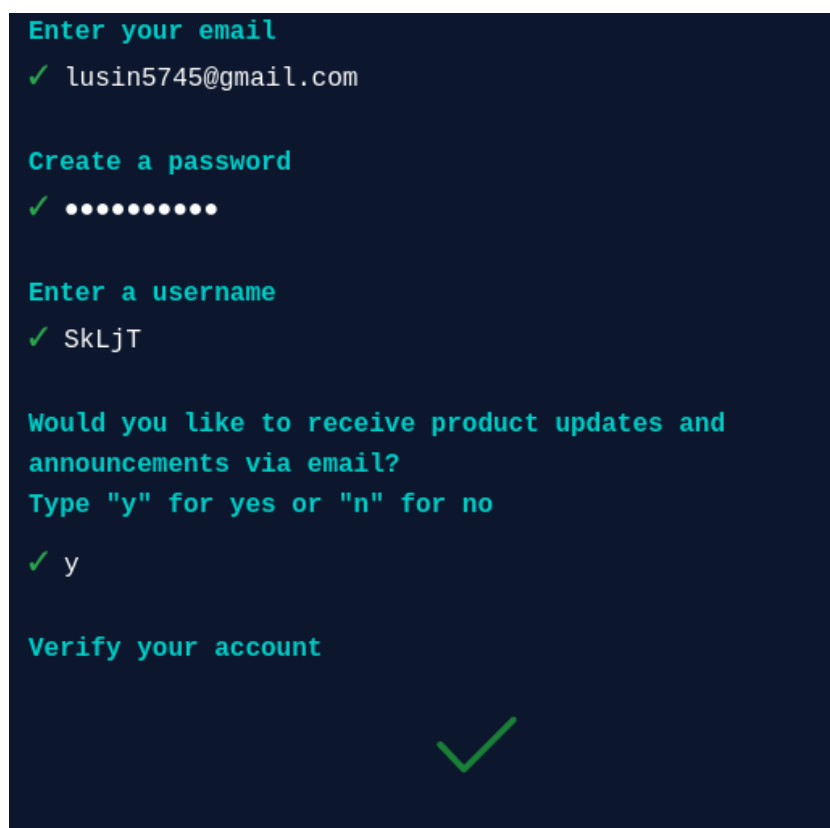 Enter your email
✓ lusin5745@gmail.com
Create a password
✓ ●●●●●●●●●●
Enter a username
✓ SkLjT
Would you like to receive product updates and
announcements via email?
Type "y" for yes or "n" for no
✓ y
Verify your account